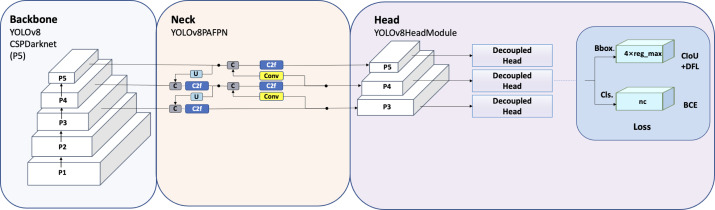 Backbone
YOLOv8
CSPDarknet
(P5)
P5
P4
P3
P2
P1
Neck
YOLOv8PAFPN
C
C2f
U
Conv
C
C2f
C
C2f
U
Conv
C
C2f
Head
YOLOv8HeadModule
P5
P4
P3
Decoupled
Head
Decoupled
Head
Decoupled
Head
Bbox.
4×reg_max
CIoU
+DFL
Cls.
nc
BCE
Loss